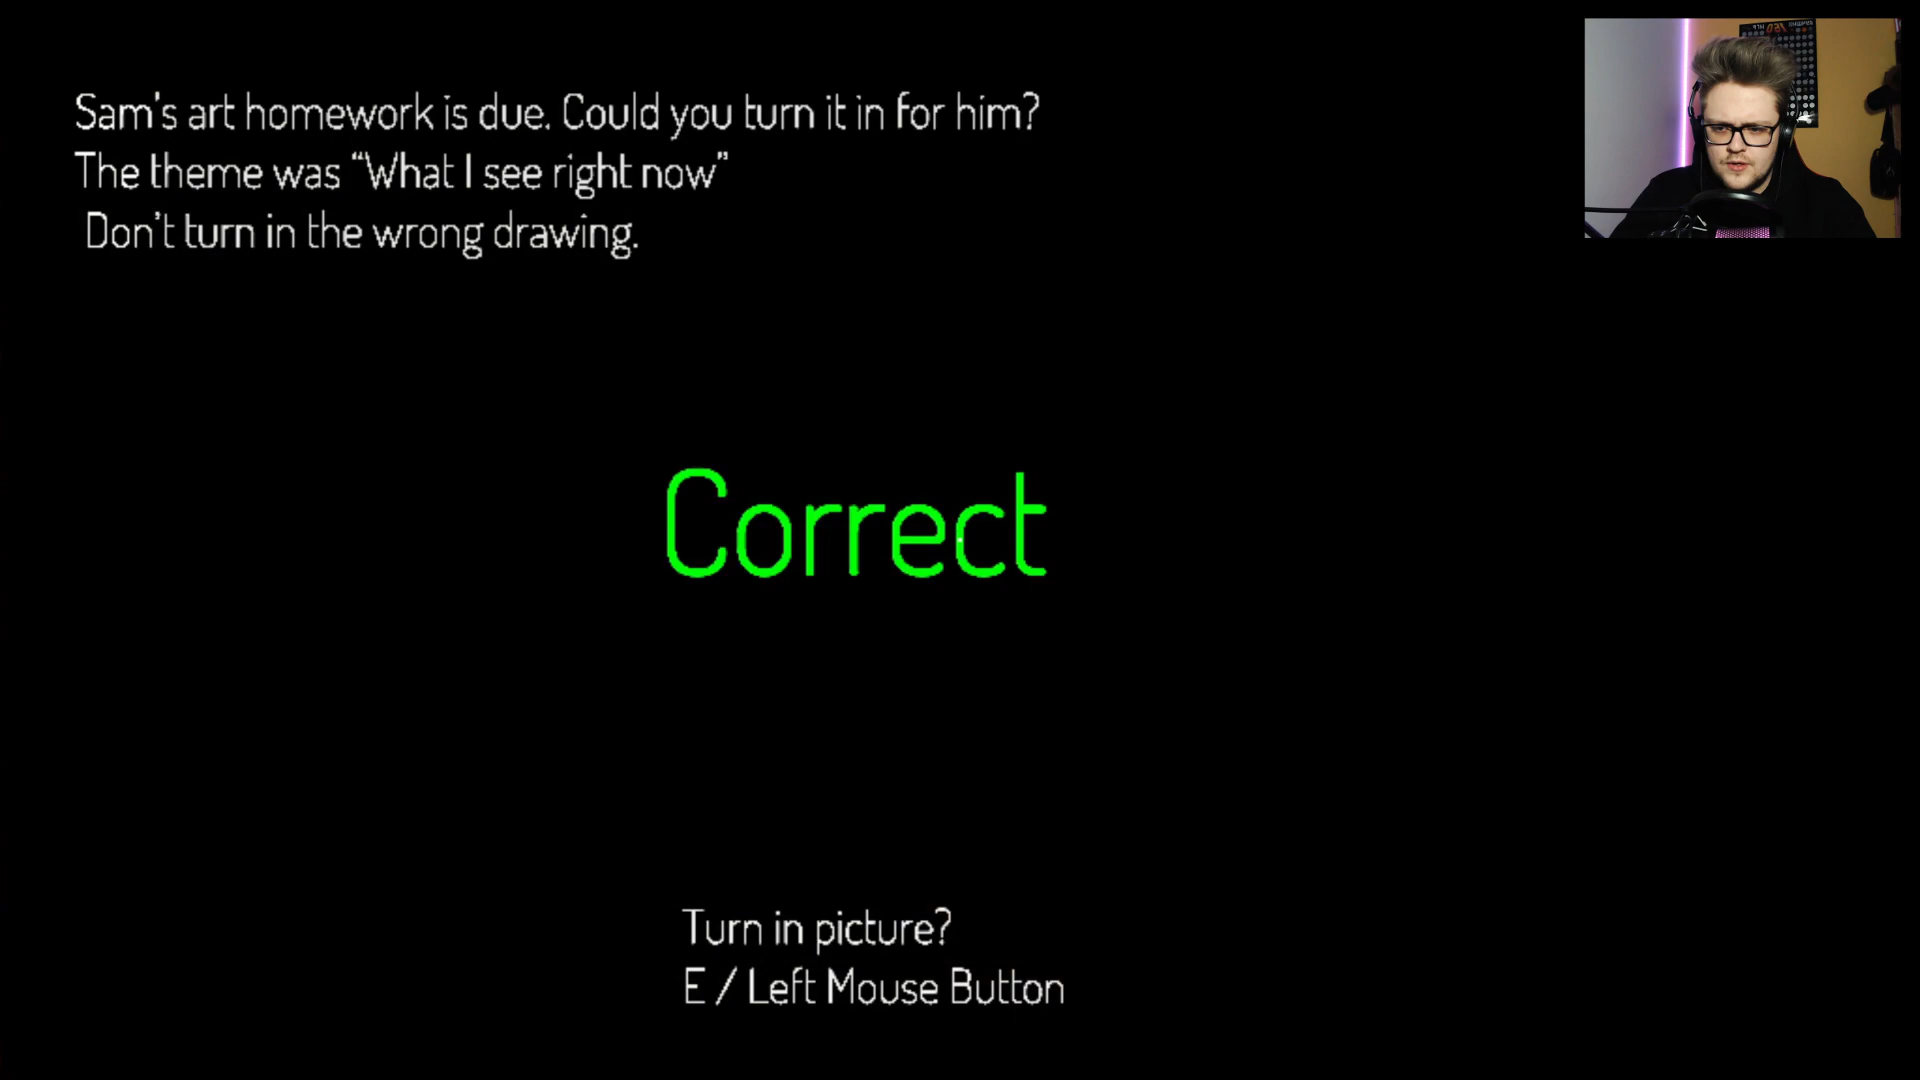 Sam's art homework is due. Could you turn it in for him?
The theme was “What I see right now”
Don't turn in the wrong drawing.
Correct
Turn in picture?
E / Left Mouse Button